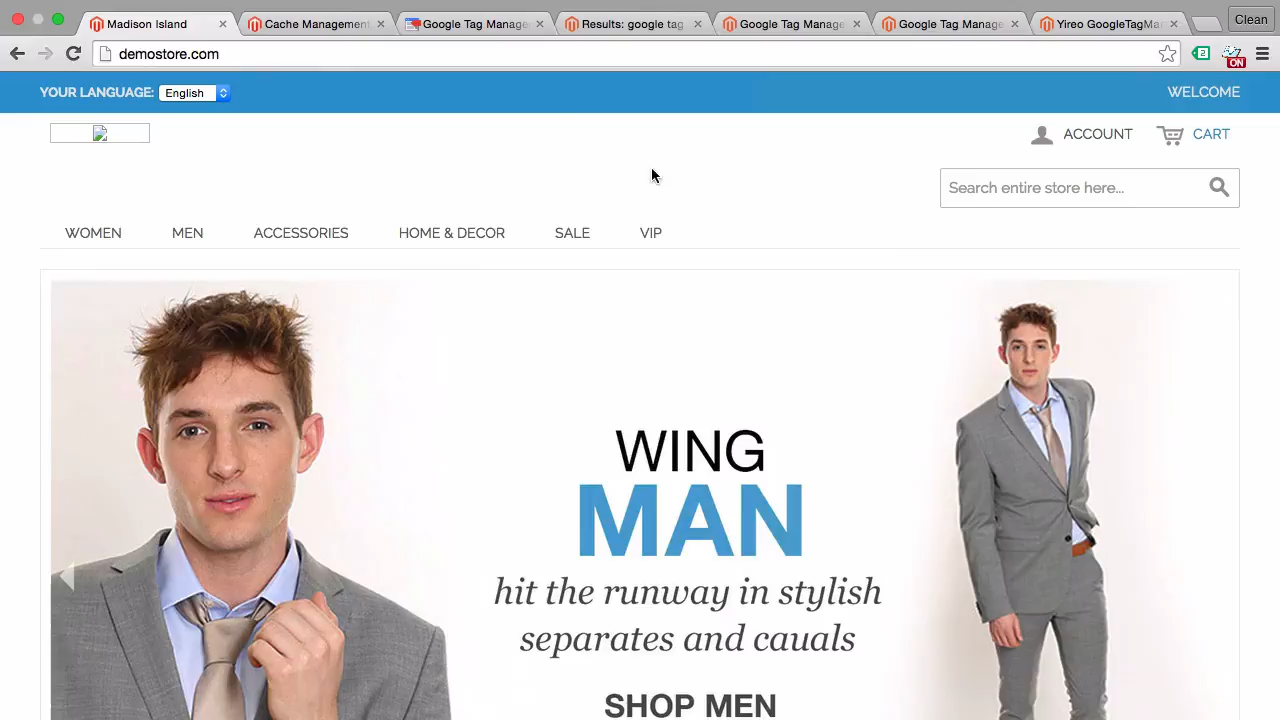 Madison Island
Cache Management
Google Tag Manage
Results: google tag
Google Tag Manage
Google Tag Manage
Yireo GoogleTagMan
Clean
demostore.com
2
ON
YOUR LANGUAGE: English
WELCOME
ACCOUNT
CART
Search entire store here...
WOMEN MEN ACCESSORIES HOME & DECOR SALE VIP
WING
MAN
hit the runway in stylish
separates and cauals
SHOP MEN